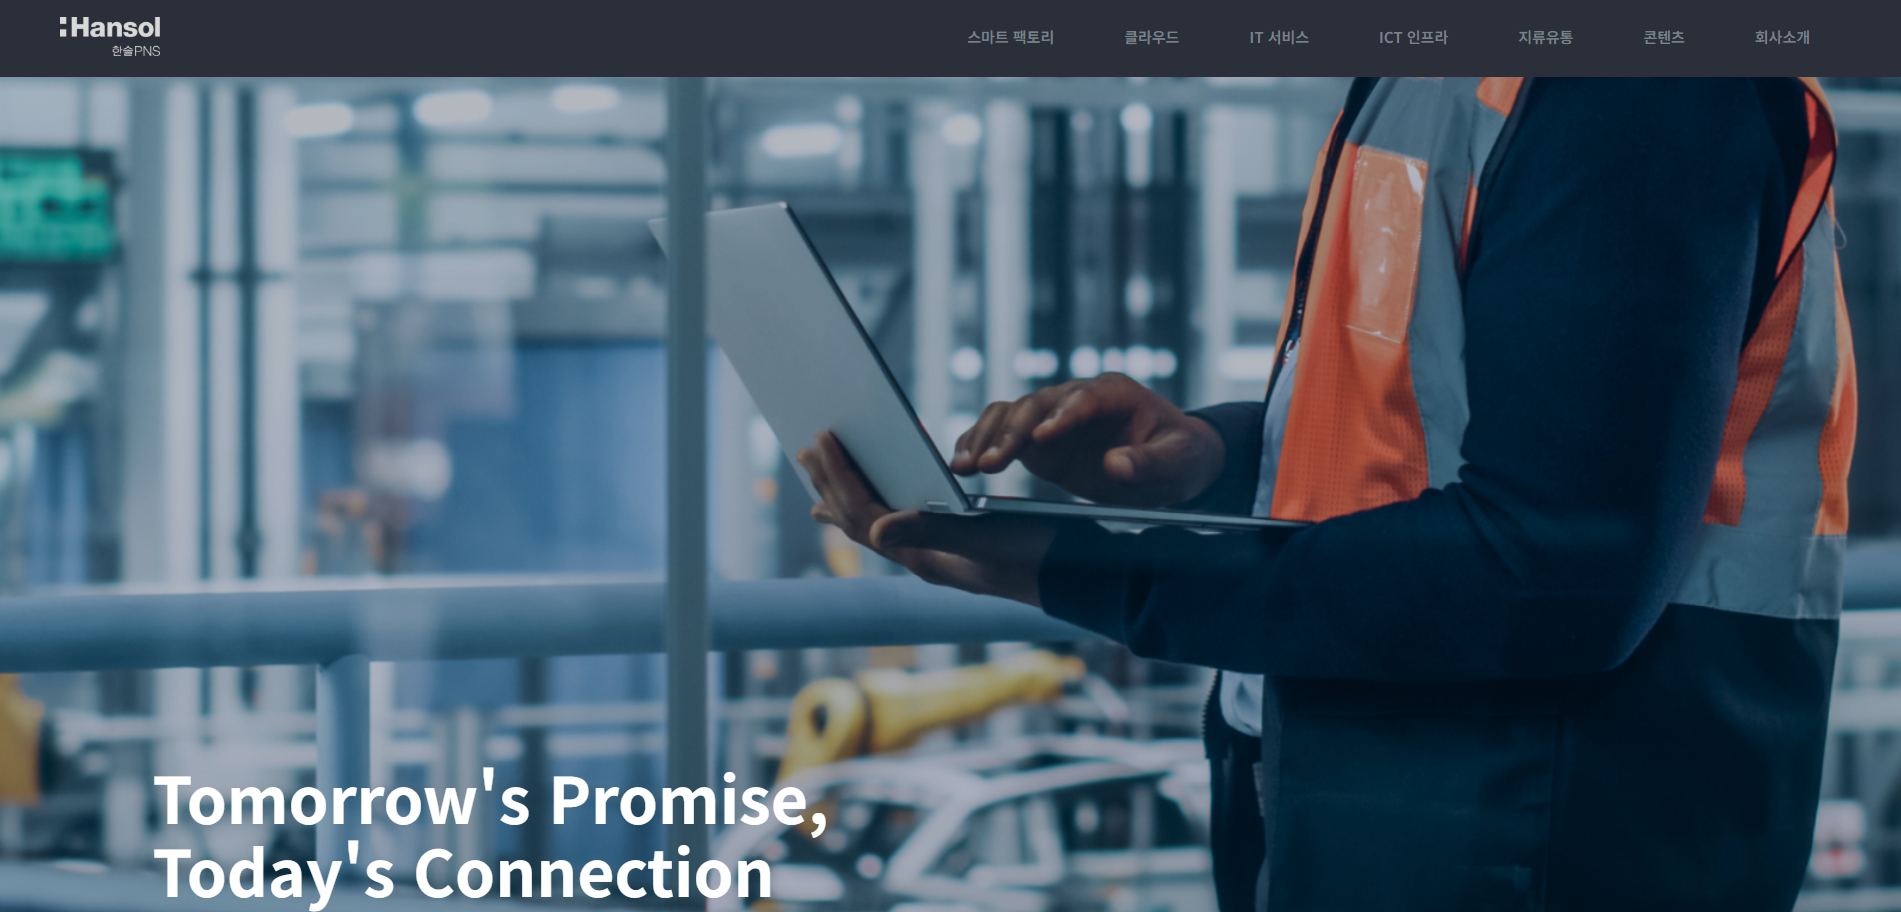 Hansol
한솔PNS
스마트 팩토리
클라우드
IT 서비스
ICT 인프라
지류유통
콘텐츠
회사소개
Tomorrow's Promise,
Today's Connection